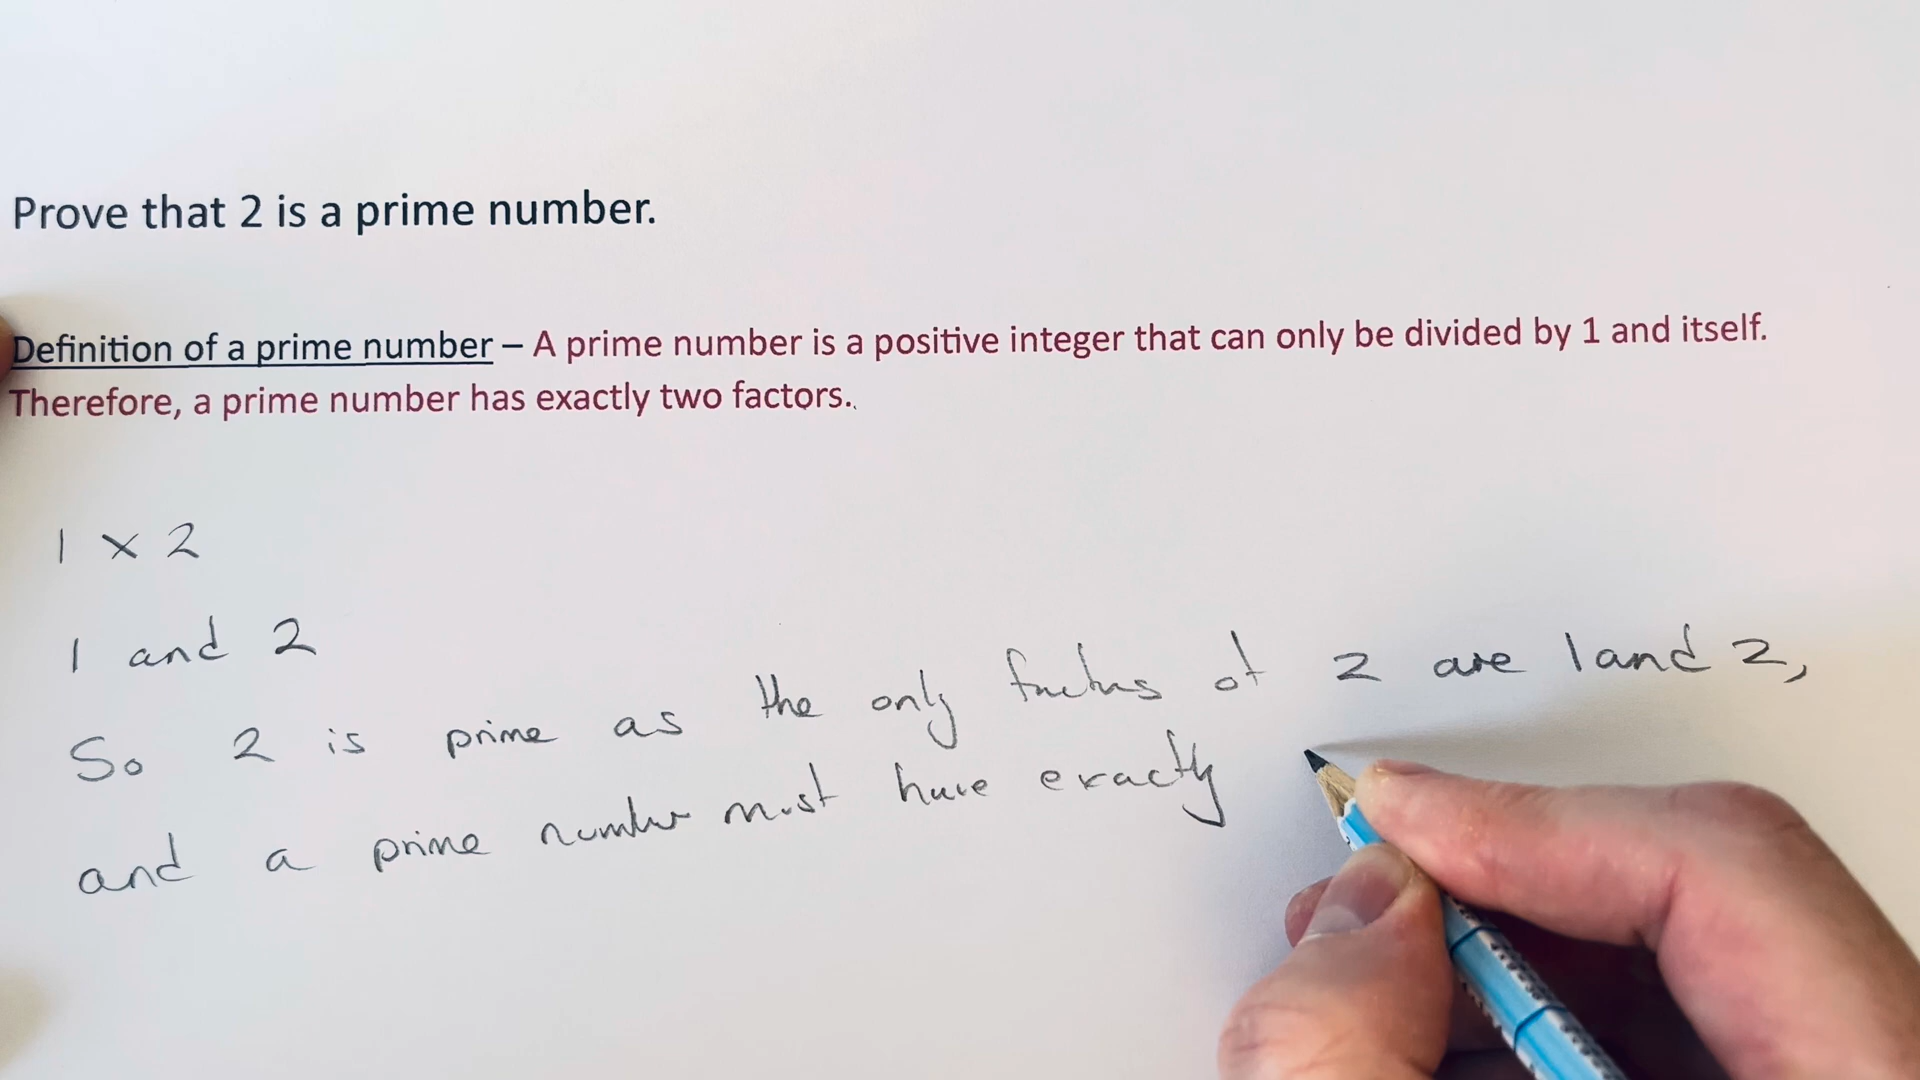 Prove that 2 is a prime number.
Definition of a prime number – A prime number is a positive integer that can only be divided by 1 and itself.
Therefore, a prime number has exactly two factors.
1 × 2
1 and 2
So 2 is prime as the only factors of 2 are 1 and 2,
and a prime number must have exactly